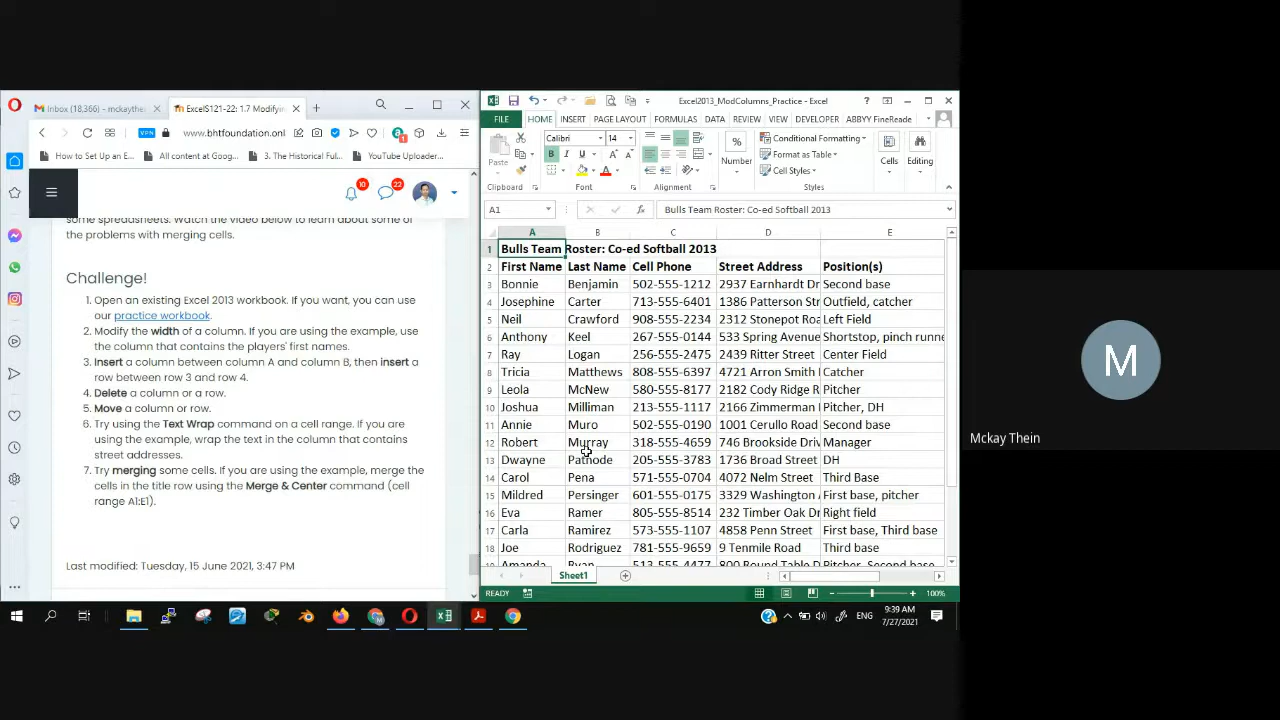 Inbox (18,366) – mckaythe
ExcelS121-22: 1.7 Modifyin
VPN
www.bhtfoundation.onl
How to Set Up an E...
All content at Goog...
3. The Historical Ful...
YouTube Uploader...
10
22
some spreadsheets. Watch the video below to learn about some of
the problems with merging cells.
Challenge!
1. Open an existing Excel 2013 workbook. If you want, you can use
our practice workbook.
2. Modify the width of a column. If you are using the example, use
the column that contains the players' first names.
3. Insert a column between column A and column B, then insert a
row between row 3 and row 4.
4. Delete a column or a row.
5. Move a column or row.
6. Try using the Text Wrap command on a cell range. If you are
using the example, wrap the text in the column that contains
street addresses.
7. Try merging some cells. If you are using the example, merge the
cells in the title row using the Merge & Center command (cell
range A1:E1).
Last modified: Tuesday, 15 June 2021, 3:47 PM
Excel2013_ModColumns_Practice - Excel
FILE HOME INSERT PAGE LAYOUT FORMULAS DATA REVIEW VIEW DEVELOPER ABBYY FineReade
Paste
Calibri 14
B I U
%
Number
Conditional Formatting
Format as Table
Cell Styles
Cells
Editing
Clipboard Font Alignment Styles
A1 fx Bulls Team Roster: Co-ed Softball 2013
A B C D E
1 Bulls Team Roster: Co-ed Softball 2013
2 First Name Last Name Cell Phone Street Address Position(s)
3 Bonnie Benjamin 502-555-1212 2937 Earnhardt Dr Second base
4 Josephine Carter 713-555-6401 1386 Patterson Str Outfield, catcher
5 Neil Crawford 908-555-2234 2312 Stonepot Roa Left Field
6 Anthony Keel 267-555-0144 533 Spring Avenue Shortstop, pinch runne
7 Ray Logan 256-555-2475 2439 Ritter Street Center Field
8 Tricia Matthews 808-555-6397 4721 Arron Smith I Catcher
9 Leola McNew 580-555-8177 2182 Cody Ridge R Pitcher
10 Joshua Milliman 213-555-1117 2166 Zimmerman Pitcher, DH
11 Annie Muro 502-555-0190 1001 Cerullo Road Second base
12 Robert Murray 318-555-4659 746 Brookside Driv Manager
13 Dwayne Pathode 205-555-3783 1736 Broad Street DH
14 Carol Pena 571-555-0704 4072 Nelm Street Third Base
15 Mildred Persinger 601-555-0175 3329 Washington First base, pitcher
16 Eva Ramer 805-555-8514 232 Timber Oak Dr Right field
17 Carla Ramirez 573-555-1107 4858 Penn Street First base, Third base
18 Joe Rodriguez 781-555-9659 9 Tenmile Road Third base
19 Amanda Ryan 513-555-4477 800 Round Table D Pitcher, Second base
Sheet1
READY
100%
ENG
9:39 AM
7/27/2021
M
Mckay Thein